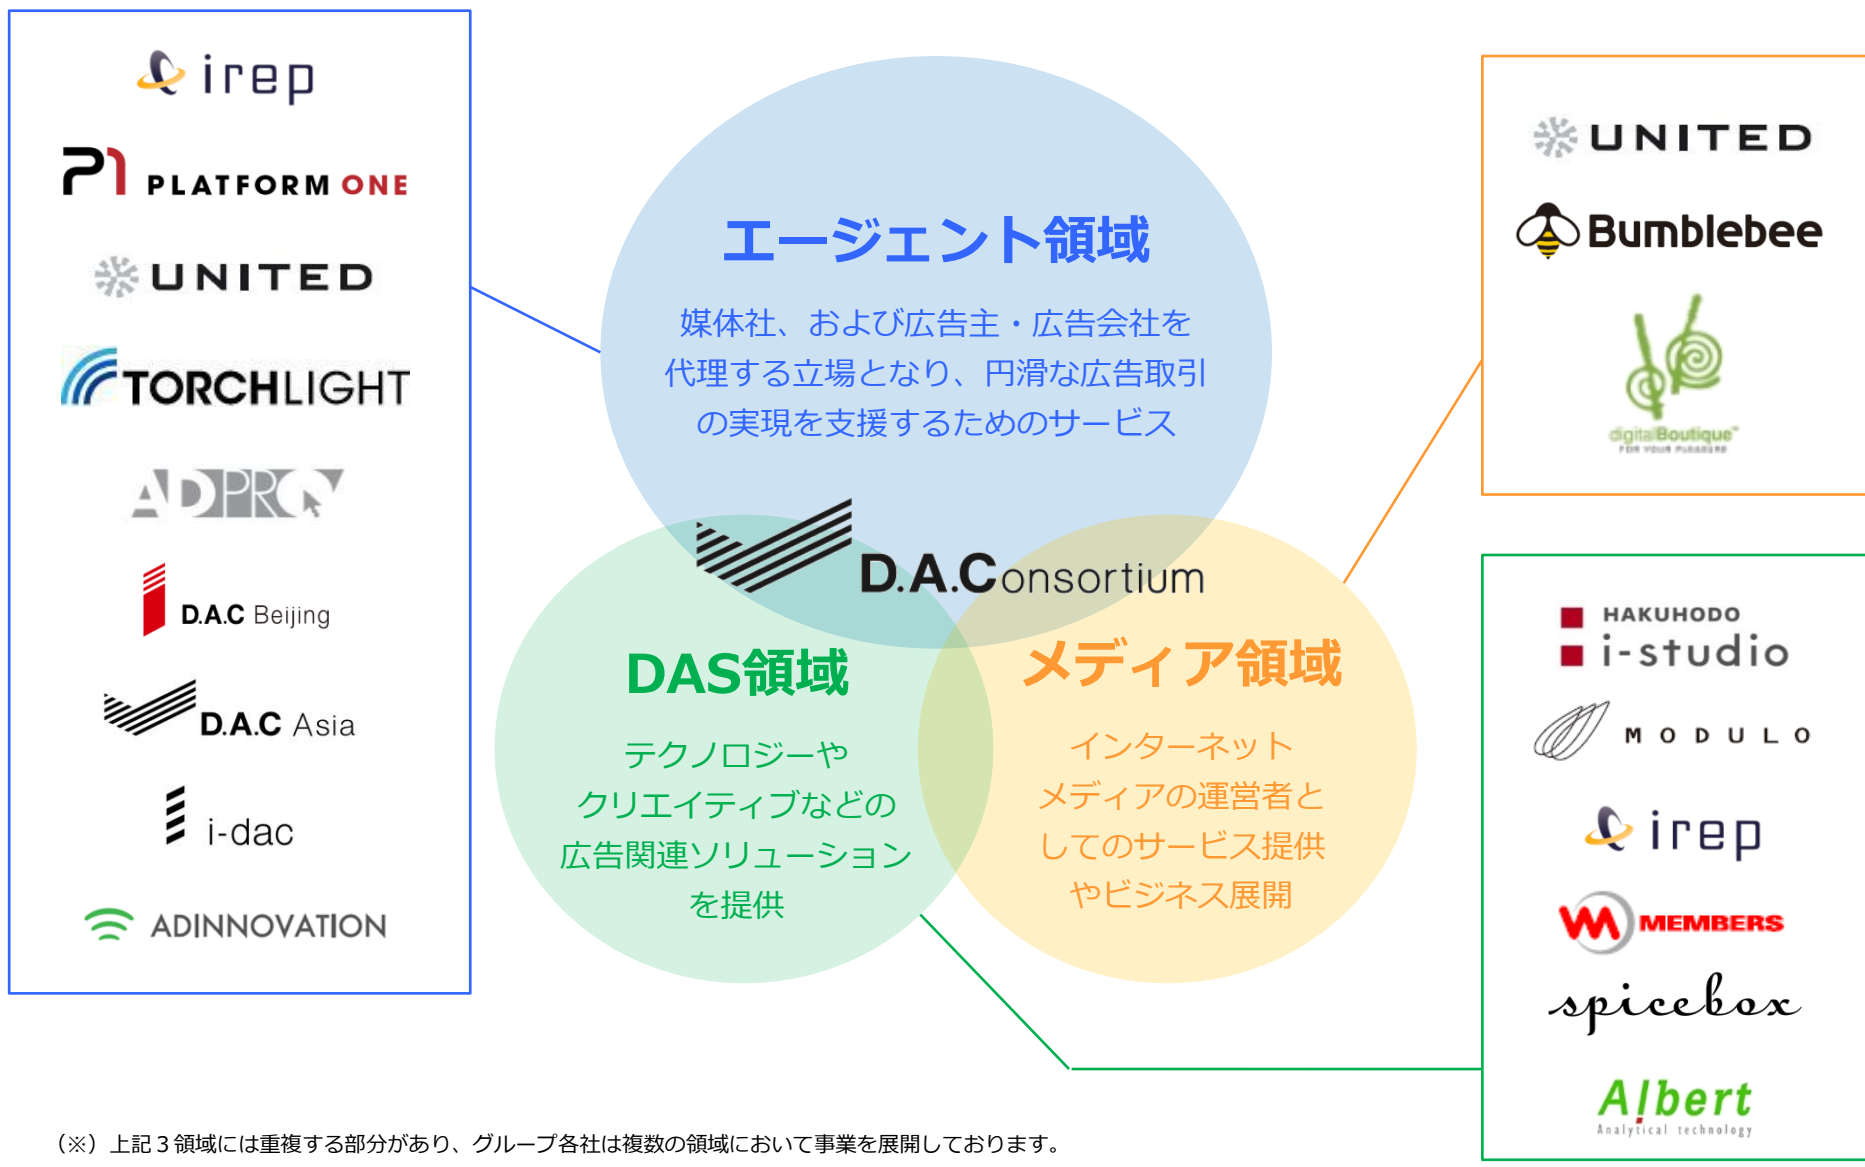 irep
P1 PLATFORM ONE
UNITED
TORCHLIGHT
ADPRO
D.A.C Beijing
D.A.C Asia
i-dac
ADINNOVATION
エージェント領域
媒体社、および広告主・広告会社を
代理する立場となり、円滑な広告取引
の実現を支援するためのサービス
D.A.Consortium
DAS領域
テクノロジーや
クリエイティブなどの
広告関連ソリューション
を提供
メディア領域
インターネット
メディアの運営者と
してのサービス提供
やビジネス展開
UNITED
Bumblebee
digitalBoutique™
FOR YOUR PLEASURE
HAKUHODO
i-studio
MODULO
irep
MEMBERS
spicebox
Albert
Analytical technology
（※）上記３領域には重複する部分があり、グループ各社は複数の領域において事業を展開しております。